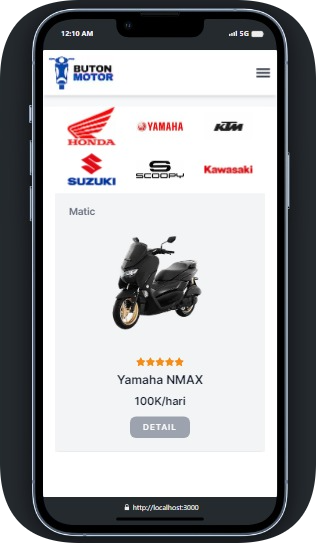 12:10 AM
5G
BUTON
MOTOR
HONDA
YAMAHA
KTM
SUZUKI
SCOOPY
Kawasaki
Matic
Yamaha NMAX
100K/hari
DETAIL
http://localhost:3000